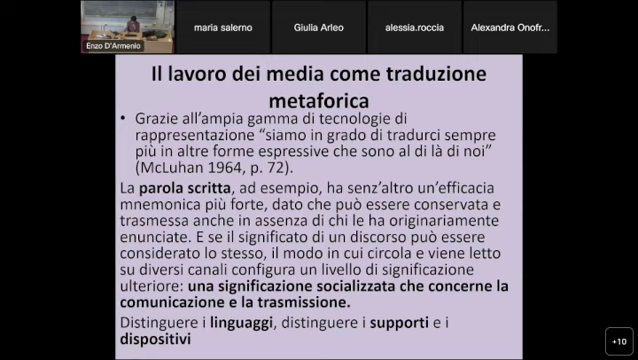 maria salerno
Giulia Arleo
alessia.roccia
Alexandra Onofr...
Enzo D'Armenio
Il lavoro dei media come traduzione
metaforica
• Grazie all'ampia gamma di tecnologie di
rappresentazione “siamo in grado di tradurci sempre
più in altre forme espressive che sono al di là di noi”
(McLuhan 1964, p. 72).
La parola scritta, ad esempio, ha senz'altro un'efficacia
mnemonica più forte, dato che può essere conservata e
trasmessa anche in assenza di chi le ha originariamente
enunciate. E se il significato di un discorso può essere
considerato lo stesso, il modo in cui circola e viene letto
su diversi canali configura un livello di significazione
ulteriore: una significazione socializzata che concerne la
comunicazione e la trasmissione.
Distinguere i linguaggi, distinguere i supporti e i
dispositivi
+10